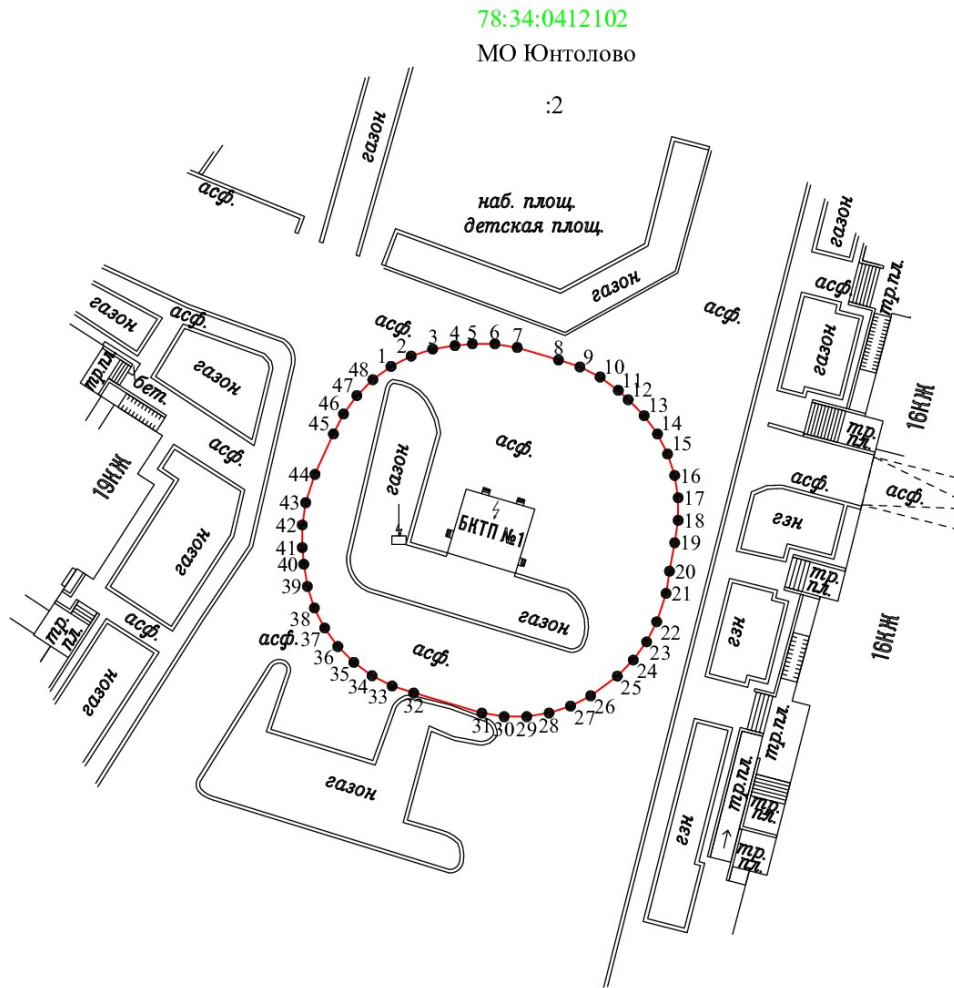 78:34:0412102
МО Юнтолово
:2
газон
асф.
наб. площ.
детская площ.
газон
газон
асф.
тр.пл.
асф.
газон
асф.
газон
асф.
тр.пл
бет.
газон
газон
16КЖ
1
2
3
4
5
6
7
8
9
10
11
12
13
14
15
16
17
18
19
20
21
22
23
24
25
26
27
28
29
30
31
32
33
34
35
36
37
38
39
40
41
42
43
44
45
46
47
48
асф.
асф.
газон
тр.
пл.
19КЖ
асф.
асф.
БКТП №1
гзн
газон
тр.
пл.
асф.
газон
тр.
пл.
гзн
16КЖ
асф.
асф.
газон
тр.пл.
газон
тр.пл.
тр.
пл.
гзн
тр.
пл.